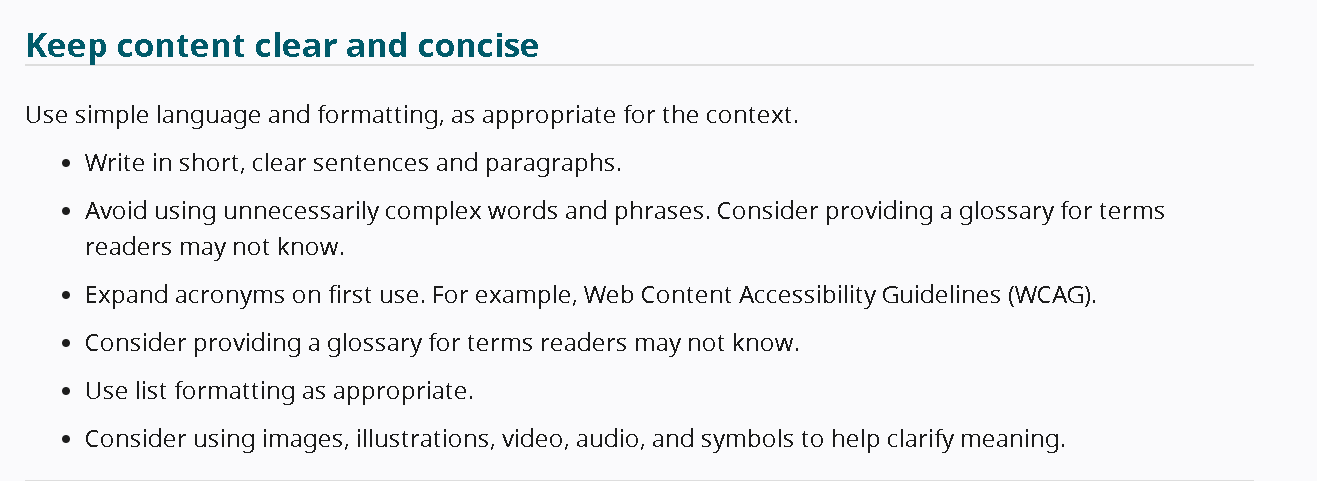 Keep content clear and concise
Use simple language and formatting, as appropriate for the context.
• Write in short, clear sentences and paragraphs.
• Avoid using unnecessarily complex words and phrases. Consider providing a glossary for terms
readers may not know.
• Expand acronyms on first use. For example, Web Content Accessibility Guidelines (WCAG).
• Consider providing a glossary for terms readers may not know.
• Use list formatting as appropriate.
• Consider using images, illustrations, video, audio, and symbols to help clarify meaning.